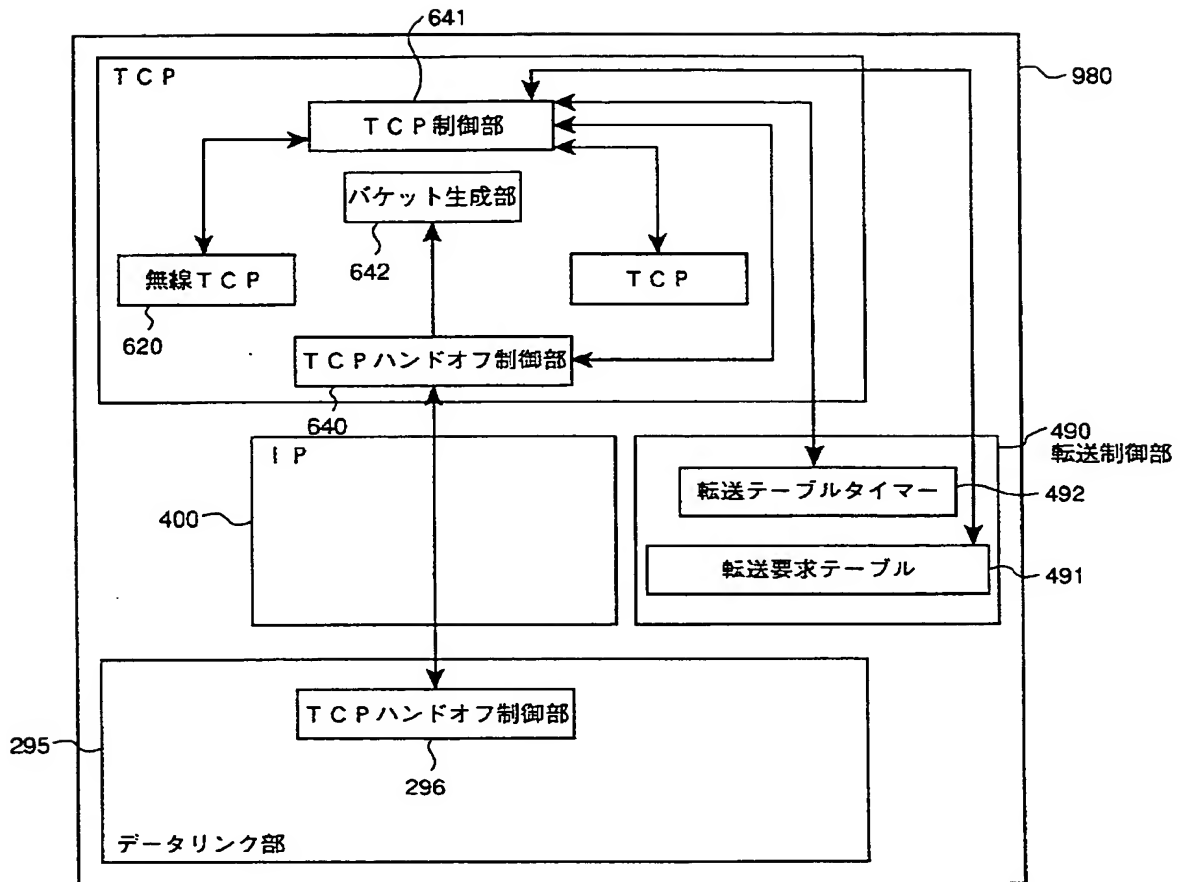 641
980
ＴＣＰ
ＴＣＰ制御部
パケット生成部
642
無線ＴＣＰ
620
ＴＣＰ
ＴＣＰハンドオフ制御部
640
ＩＰ
400
490
転送制御部
転送テーブルタイマー
492
転送要求テーブル
491
295
ＴＣＰハンドオフ制御部
296
データリンク部